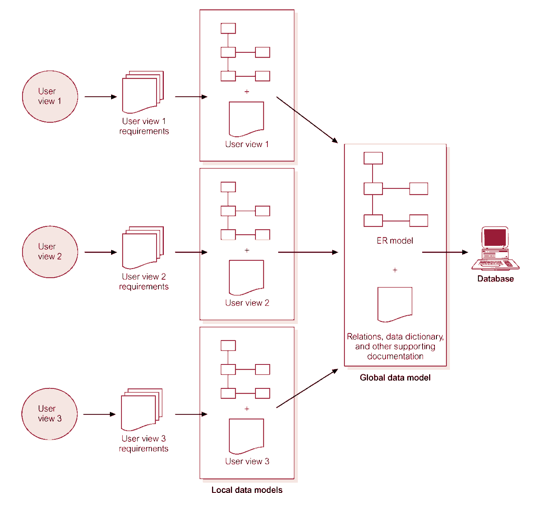 User
view 1
User view 1
requirements
+
User view 1
User
view 2
User view 2
requirements
+
User view 2
User
view 3
User view 3
requirements
+
User view 3
Local data models
ER model
+
Relations, data dictionary,
and other supporting
documentation
Global data model
Database